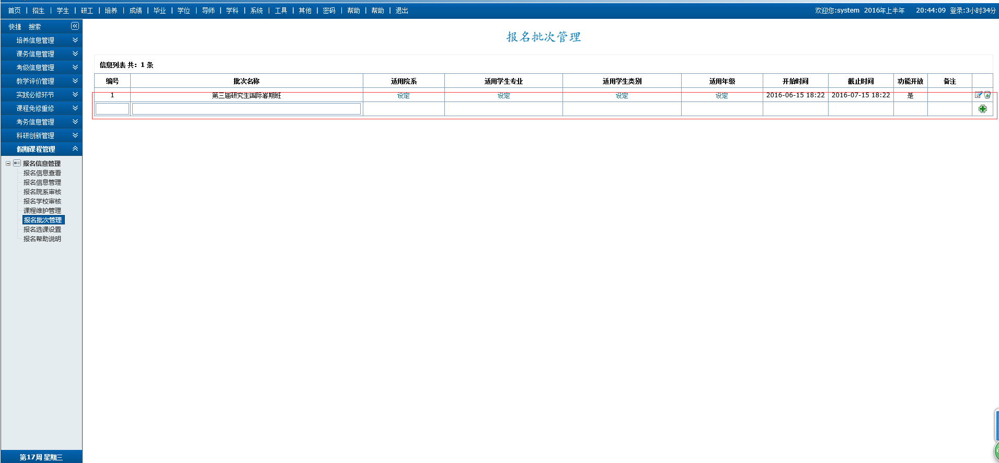 首页 | 招生 | 学生 | 研工 | 培养 | 成绩 | 毕业 | 学位 | 导师 | 学科 | 系统 | 工具 | 其他 | 密码 | 帮助 | 帮助 | 退出
欢迎您:system 2016年上半年 20:44:09 登录:3小时34分
快捷 搜索
培养信息管理
课务信息管理
考级信息管理
教学评价管理
实践必修环节
课程免修重修
考务信息管理
科研创新管理
假期课程管理
报名信息管理
报名信息查看
报名信息管理
报名院系审核
报名学校审核
课程维护管理
报名批次管理
报名选课设置
报名帮助说明
第17周 星期三
报名批次管理
信息列表 共：1 条
编号 批次名称 适用院系 适用学生专业 适用学生类别 适用年级 开始时间 截止时间 功能开放 备注
1 第三届研究生国际署期班 设定 设定 设定 设定 2016-06-15 18:22 2016-07-15 18:22 是